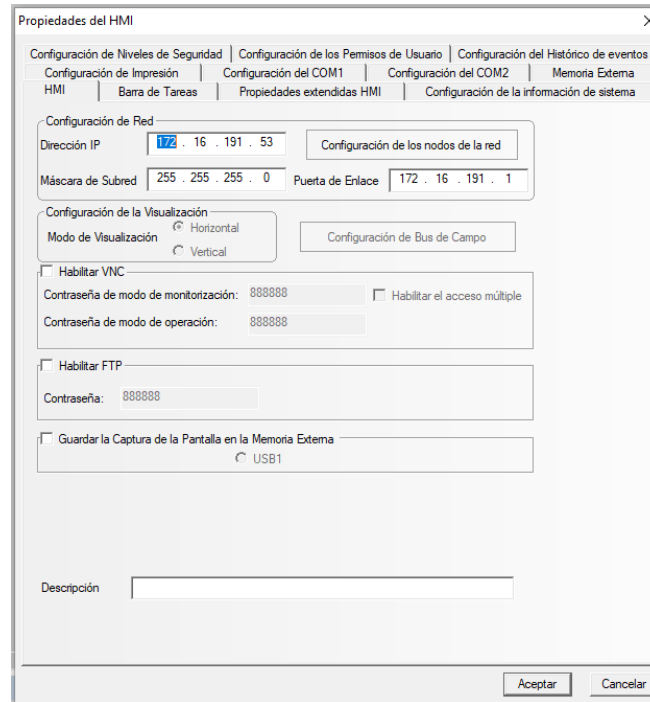 Propiedades del HMI
Configuración de Niveles de Seguridad Configuración de los Permisos de Usuario Configuración del Histórico de eventos
Configuración de Impresión Configuración del COM1 Configuración del COM2 Memoria Externa
HMI Barra de Tareas Propiedades extendidas HMI Configuración de la información de sistema
Configuración de Red
Dirección IP 172 . 16 . 191 . 53 Configuración de los nodos de la red
Máscara de Subred 255 . 255 . 255 . 0 Puerta de Enlace 172 . 16 . 191 . 1
Configuración de la Visualización
Modo de Visualización Horizontal
Vertical
Configuración de Bus de Campo
Habilitar VNC
Contraseña de modo de monitorización: 888888 Habilitar el acceso múltiple
Contraseña de modo de operación: 888888
Habilitar FTP
Contraseña: 888888
Guardar la Captura de la Pantalla en la Memoria Externa
USB1
Descripción
Aceptar Cancelar